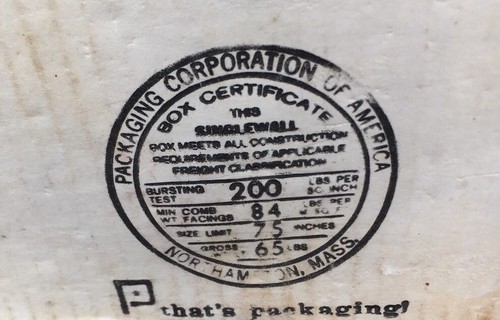 PACKAGING CORPORATION OF AMERICA
BOX CERTIFICATE
THIS
SINGLEWALL
BOX MEETS ALL CONSTRUCTION
REQUIREMENTS OF APPLICABLE
FREIGHT CLASSIFICATION
BURSTING TEST 200 LBS PER SQ INCH
MIN COMB WT FACINGS 84 LBS PER M SQ F
SIZE LIMIT 75 INCHES
GROSS 65 LBS
MASS.
that's packaging!